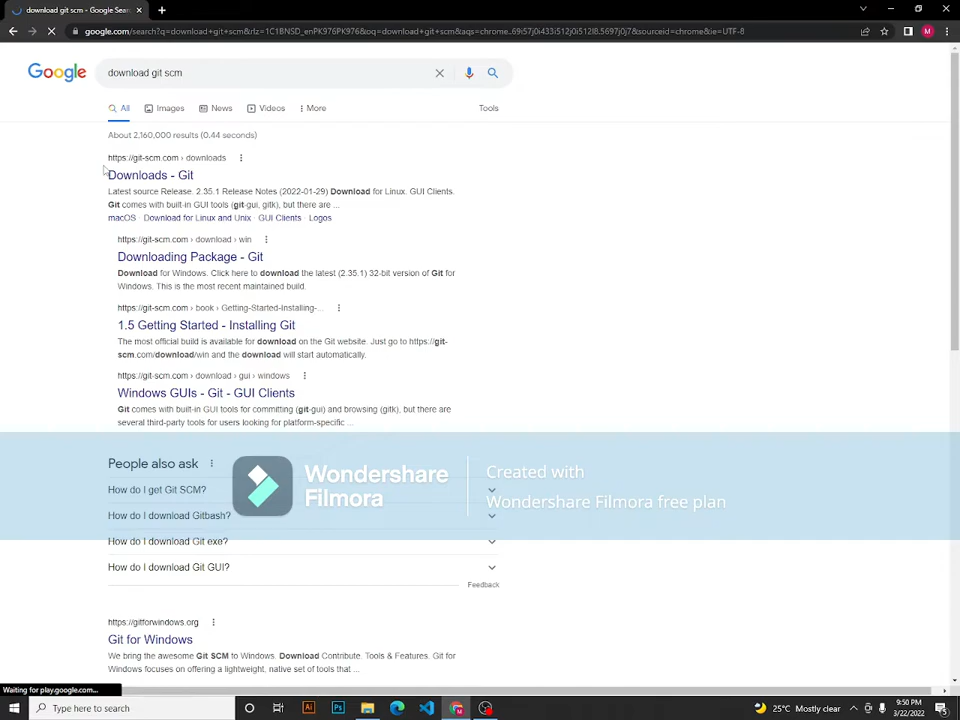 download git scm - Google Sear
google.com/search?q=download+git+scm&rlz=1C1BNSD_enPK976PK976&oq=download+git+scm&aqs=chrome..69i57j0i433i512j0i512l8.5697j0j7&sourceid=chrome&ie=UTF-8
M
Google
download git scm
All Images News Videos More Tools
About 2,160,000 results (0.44 seconds)
https://git-scm.com › downloads
Downloads - Git
Latest source Release. 2.35.1 Release Notes (2022-01-29) Download for Linux. GUI Clients.
Git comes with built-in GUI tools (git-gui, gitk), but there are ...
macOS · Download for Linux and Unix · GUI Clients · Logos
https://git-scm.com › download › win
Downloading Package - Git
Download for Windows. Click here to download the latest (2.35.1) 32-bit version of Git for
Windows. This is the most recent maintained build.
https://git-scm.com › book › Getting-Started-Installing-...
1.5 Getting Started - Installing Git
The most official build is available for download on the Git website. Just go to https://git-
scm.com/download/win and the download will start automatically.
https://git-scm.com › download › gui › windows
Windows GUIs - Git - GUI Clients
Git comes with built-in GUI tools for committing (git-gui) and browsing (gitk), but there are
several third-party tools for users looking for platform-specific ...
People also ask
How do I get Git SCM?
How do I download Gitbash?
How do I download Git exe?
How do I download Git GUI?
Feedback
Wondershare
Filmora
Created with
Wondershare Filmora free plan
https://gitforwindows.org
Git for Windows
We bring the awesome Git SCM to Windows. Download Contribute. Tools & Features. Git for
Windows focuses on offering a lightweight, native set of tools that ...
Waiting for play.google.com...
Type here to search
Ai
Ps
25°C Mostly clear
9:50 PM
3/22/2022